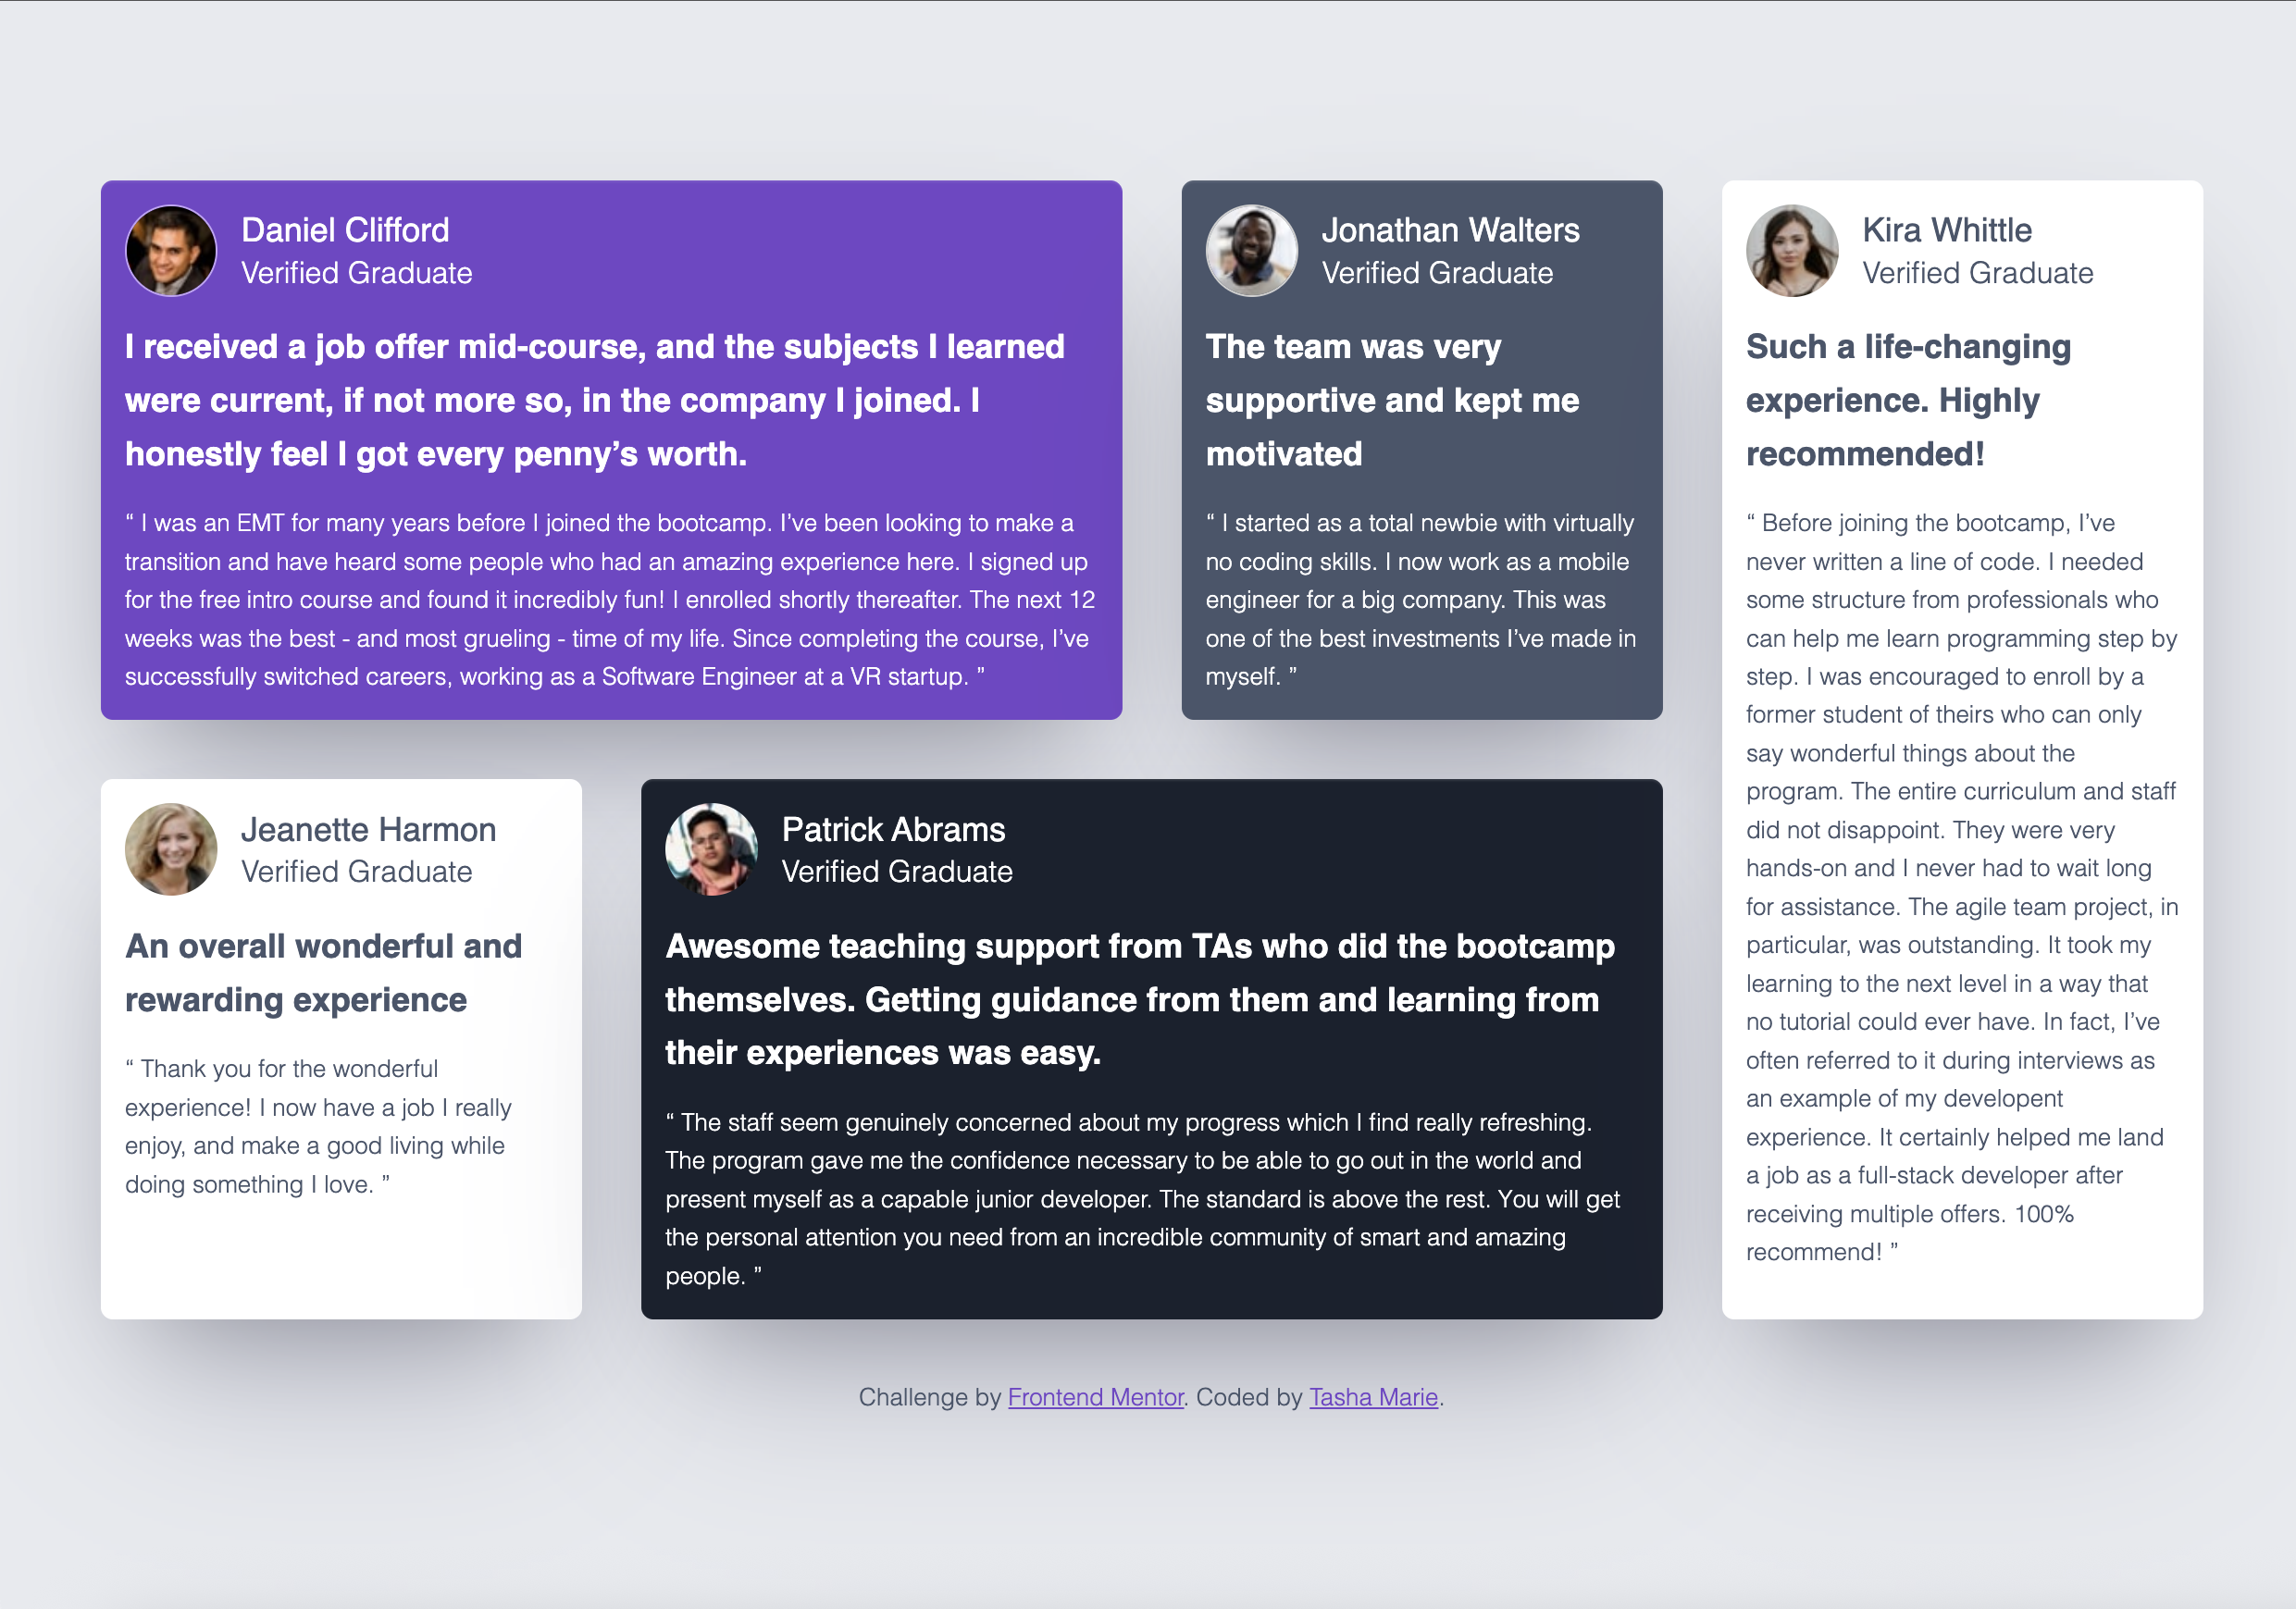 Daniel Clifford
Verified Graduate
I received a job offer mid-course, and the subjects I learned
were current, if not more so, in the company I joined. I
honestly feel I got every penny’s worth.
“ I was an EMT for many years before I joined the bootcamp. I’ve been looking to make a
transition and have heard some people who had an amazing experience here. I signed up
for the free intro course and found it incredibly fun! I enrolled shortly thereafter. The next 12
weeks was the best - and most grueling - time of my life. Since completing the course, I’ve
successfully switched careers, working as a Software Engineer at a VR startup. ”
Jonathan Walters
Verified Graduate
The team was very
supportive and kept me
motivated
“ I started as a total newbie with virtually
no coding skills. I now work as a mobile
engineer for a big company. This was
one of the best investments I’ve made in
myself. ”
Kira Whittle
Verified Graduate
Such a life-changing
experience. Highly
recommended!
“ Before joining the bootcamp, I’ve
never written a line of code. I needed
some structure from professionals who
can help me learn programming step by
step. I was encouraged to enroll by a
former student of theirs who can only
say wonderful things about the
program. The entire curriculum and staff
did not disappoint. They were very
hands-on and I never had to wait long
for assistance. The agile team project, in
particular, was outstanding. It took my
learning to the next level in a way that
no tutorial could ever have. In fact, I’ve
often referred to it during interviews as
an example of my developent
experience. It certainly helped me land
a job as a full-stack developer after
receiving multiple offers. 100%
recommend! ”
Jeanette Harmon
Verified Graduate
An overall wonderful and
rewarding experience
“ Thank you for the wonderful
experience! I now have a job I really
enjoy, and make a good living while
doing something I love. ”
Patrick Abrams
Verified Graduate
Awesome teaching support from TAs who did the bootcamp
themselves. Getting guidance from them and learning from
their experiences was easy.
“ The staff seem genuinely concerned about my progress which I find really refreshing.
The program gave me the confidence necessary to be able to go out in the world and
present myself as a capable junior developer. The standard is above the rest. You will get
the personal attention you need from an incredible community of smart and amazing
people. ”
Challenge by Frontend Mentor. Coded by Tasha Marie.